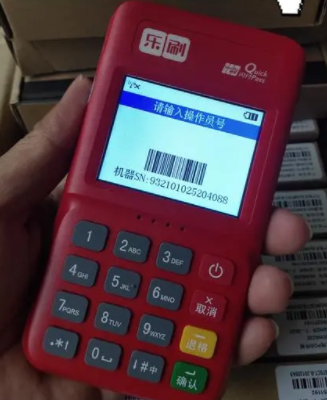 乐刷
Quick
请输入操作员号
机器SN:932101025204088
1
2ABC
3DEF
4GHI
5JKL
6MNO
取消
7PQRS
8TUV
9WXYZ
退格
.*!
0
!#中
确认